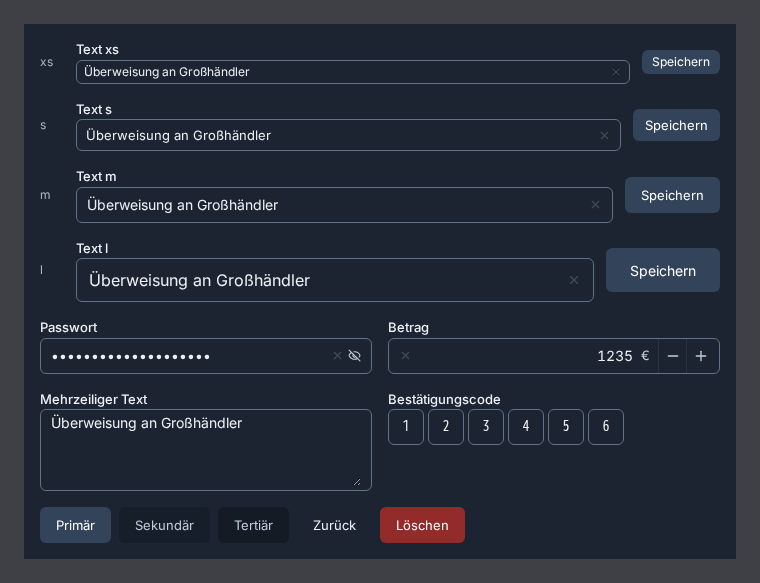 Text xs
xs
Überweisung an Großhändler
Speichern
Text s
s
Überweisung an Großhändler
Speichern
Text m
m
Überweisung an Großhändler
Speichern
Text l
l
Überweisung an Großhändler
Speichern
Passwort
Betrag
1235 €
Mehrzeiliger Text
Bestätigungscode
Überweisung an Großhändler
1 2 3 4 5 6
Primär Sekundär Tertiär Zurück Löschen